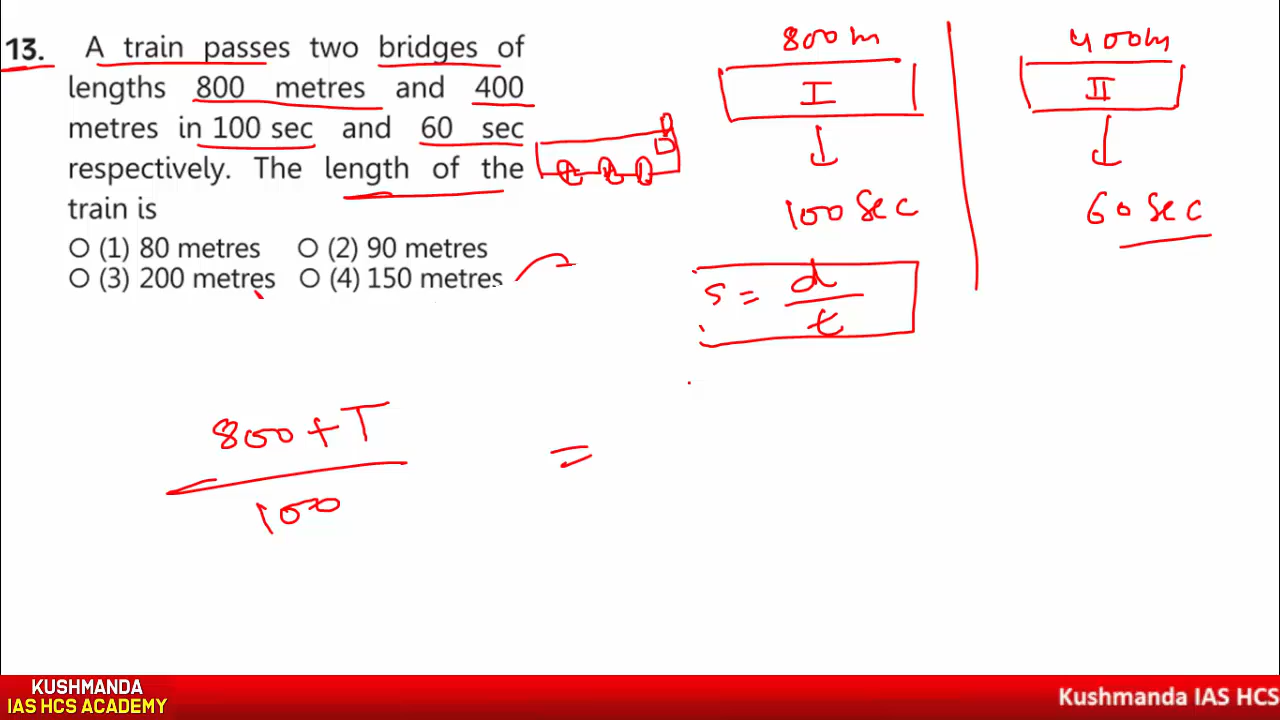 13. A train passes two bridges of
lengths 800 metres and 400
metres in 100 sec and 60 sec
respectively. The length of the
train is
(1) 80 metres (2) 90 metres
(3) 200 metres (4) 150 metres
800m
I
100 sec
400m
II
60 sec
s = d/t
800 + T
100
=
KUSHMANDA
IAS HCS ACADEMY
Kushmanda IAS HCS